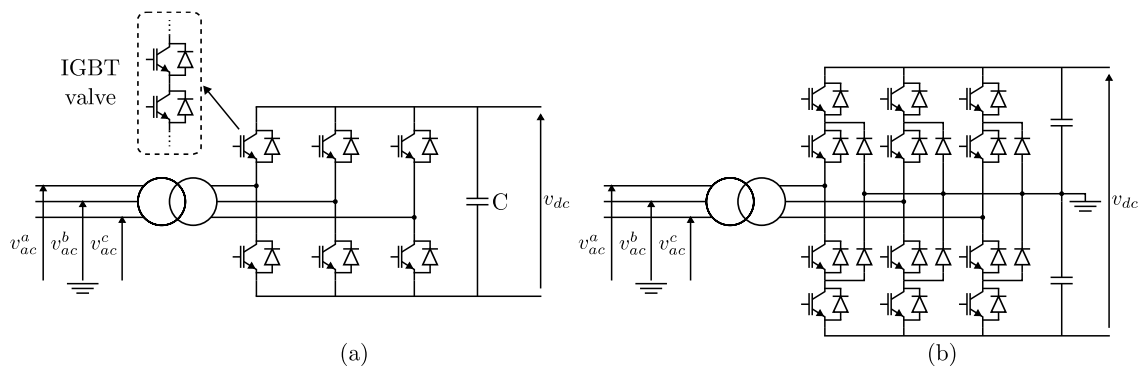 IGBT
valve
C
v_{dc}
v_{ac}^{a} v_{ac}^{b} v_{ac}^{c}
(a)
v_{dc}
v_{ac}^{a} v_{ac}^{b} v_{ac}^{c}
(b)